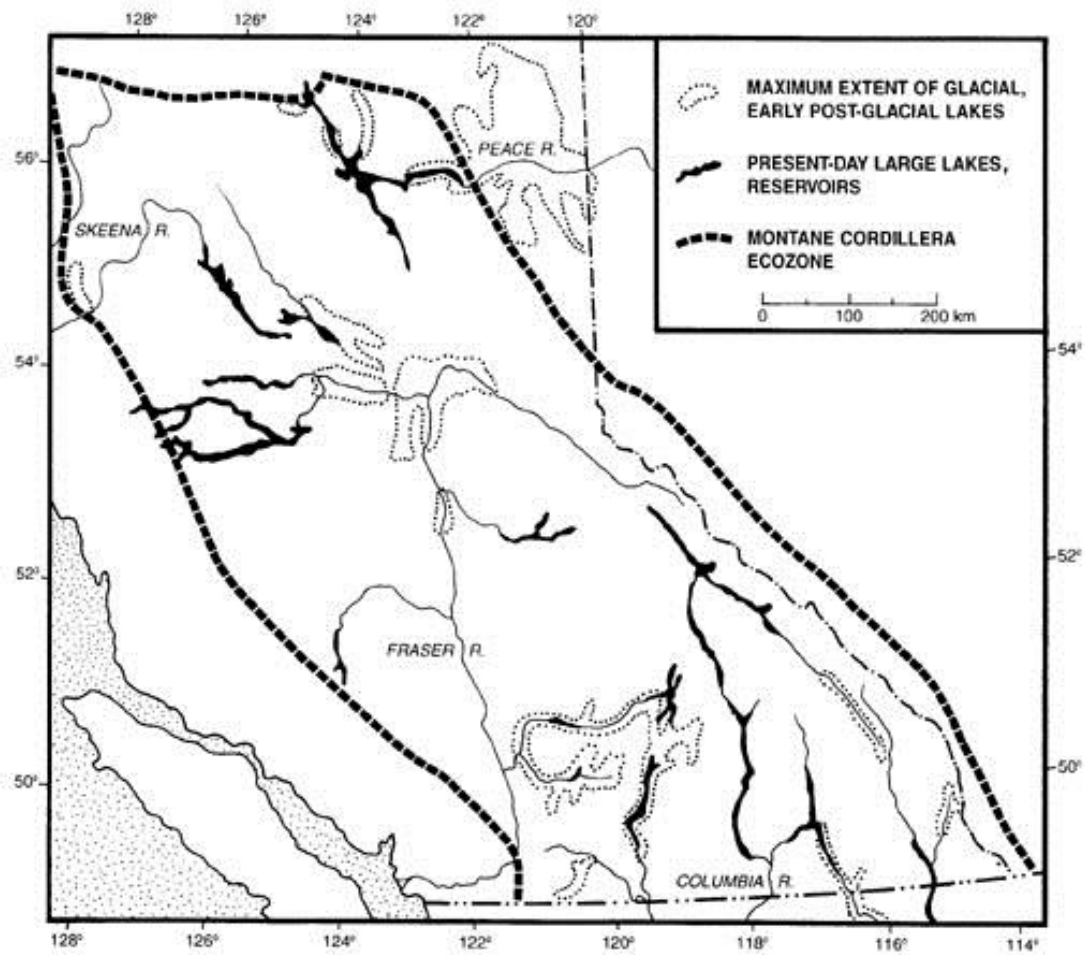 128° 126° 124° 122° 120°
MAXIMUM EXTENT OF GLACIAL,
EARLY POST-GLACIAL LAKES
PRESENT-DAY LARGE LAKES,
RESERVOIRS
MONTANE CORDILLERA
ECOZONE
0 100 200 km
56°
PEACE R.
SKEENA R.
54° 54°
52° 52°
FRASER R.
50° 50°
COLUMBIA R.
128° 126° 124° 122° 120° 118° 116° 114°